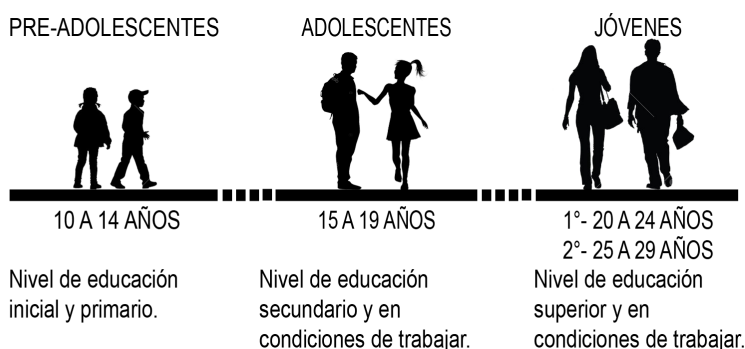 PRE-ADOLESCENTES
10 A 14 AÑOS
Nivel de educación
inicial y primario.
ADOLESCENTES
15 A 19 AÑOS
Nivel de educación
secundario y en
condiciones de trabajar.
JÓVENES
1°- 20 A 24 AÑOS
2°- 25 A 29 AÑOS
Nivel de educación
superior y en
condiciones de trabajar.